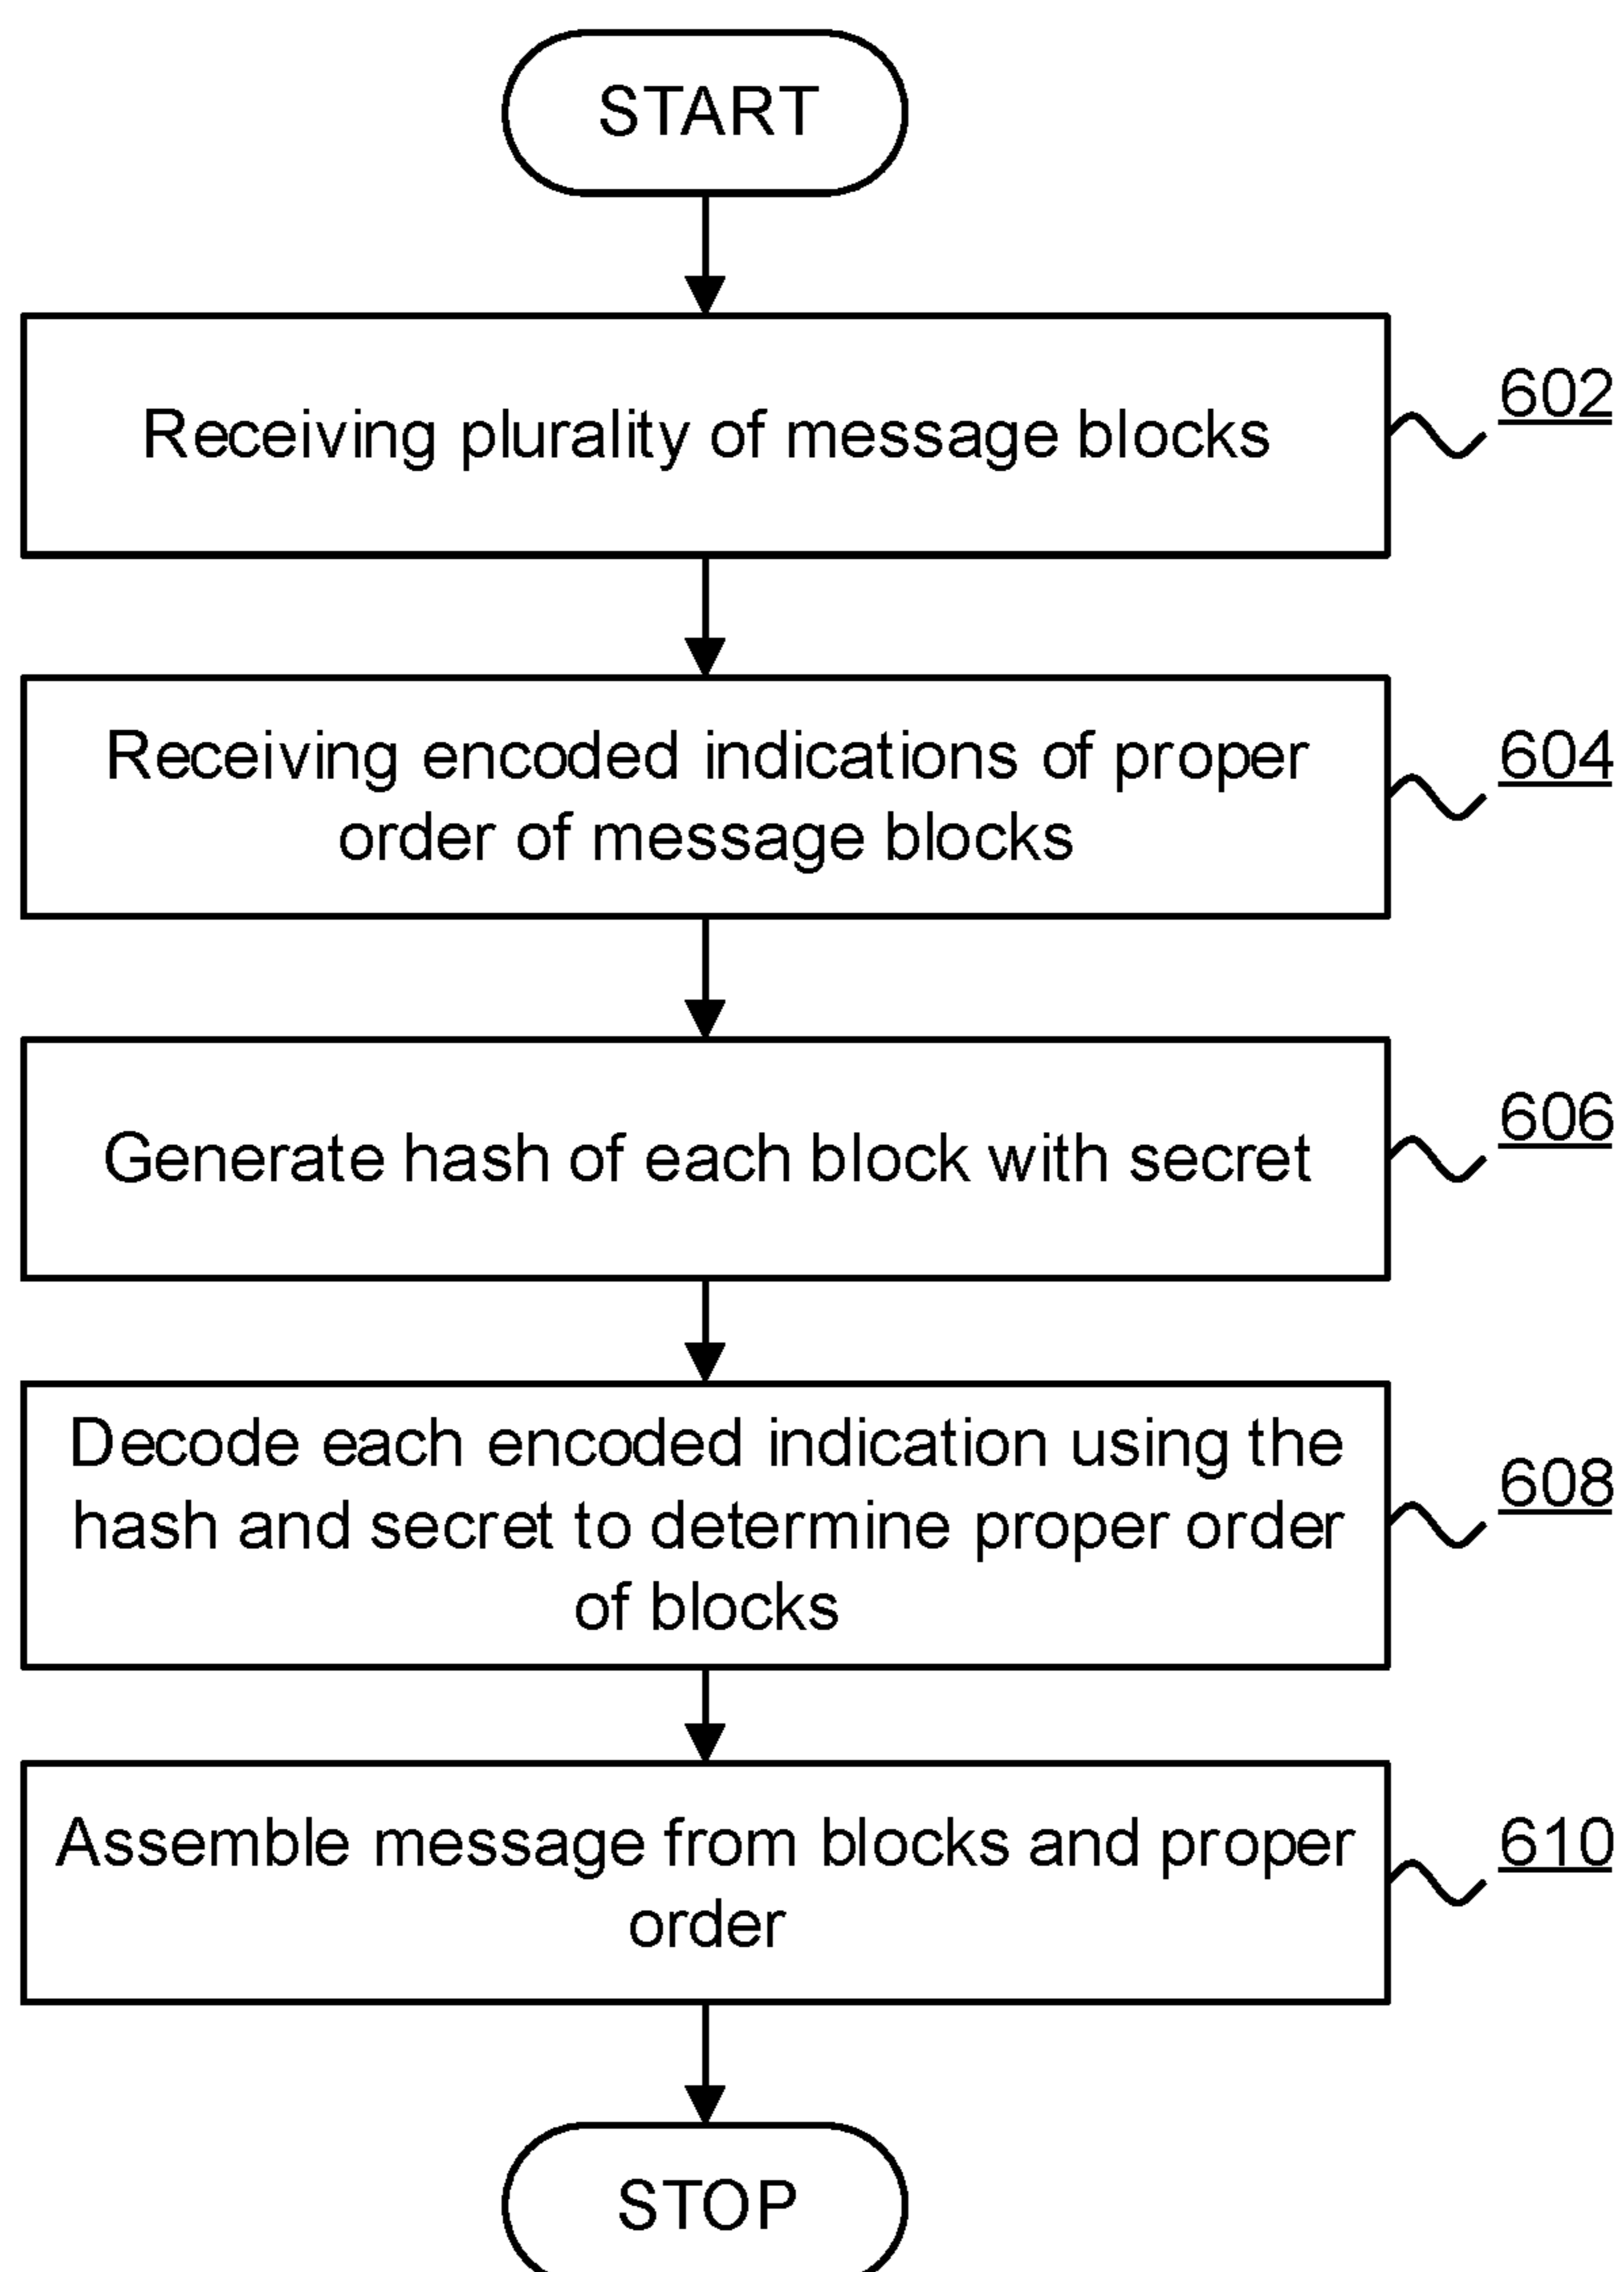 START
Receiving plurality of message blocks
602
Receiving encoded indications of proper
order of message blocks
604
Generate hash of each block with secret
606
Decode each encoded indication using the
hash and secret to determine proper order
of blocks
608
Assemble message from blocks and proper
order
610
STOP